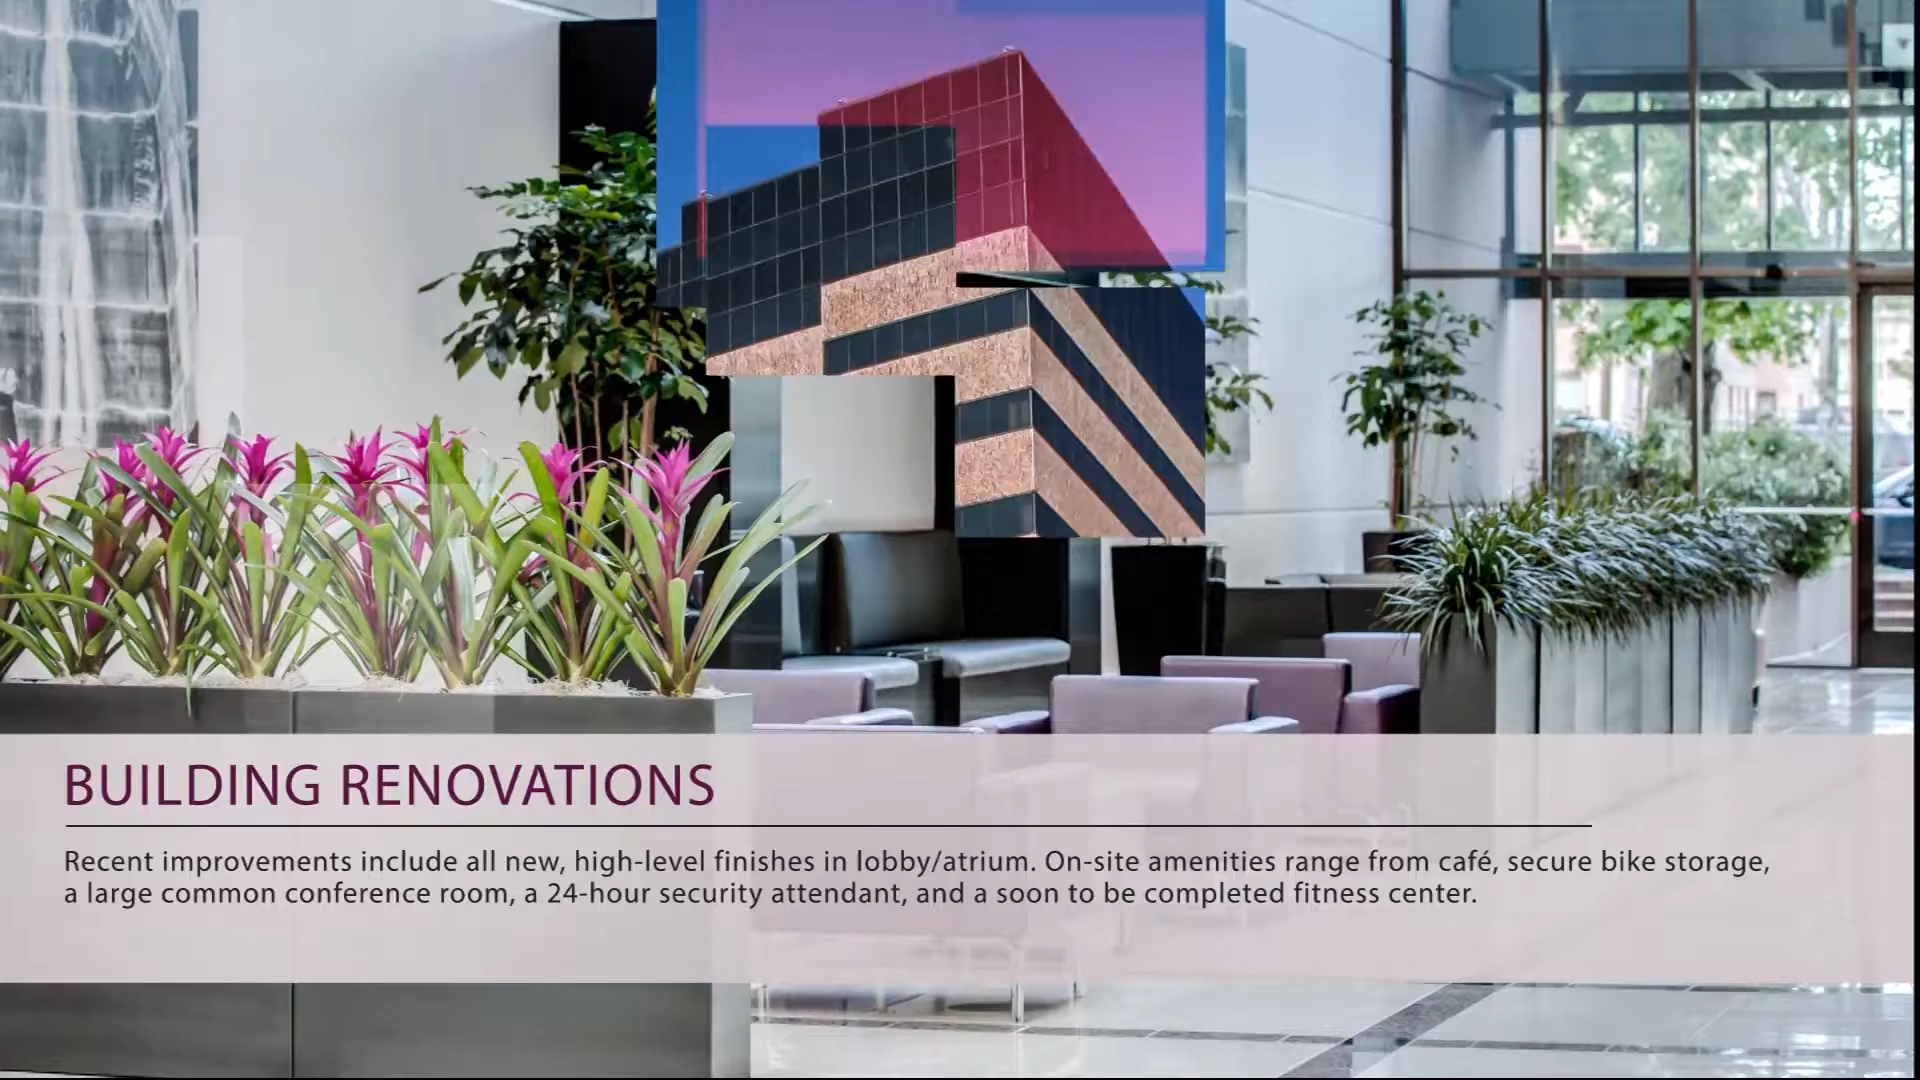 BUILDING RENOVATIONS
Recent improvements include all new, high-level finishes in lobby/atrium. On-site amenities range from café, secure bike storage,
a large common conference room, a 24-hour security attendant, and a soon to be completed fitness center.